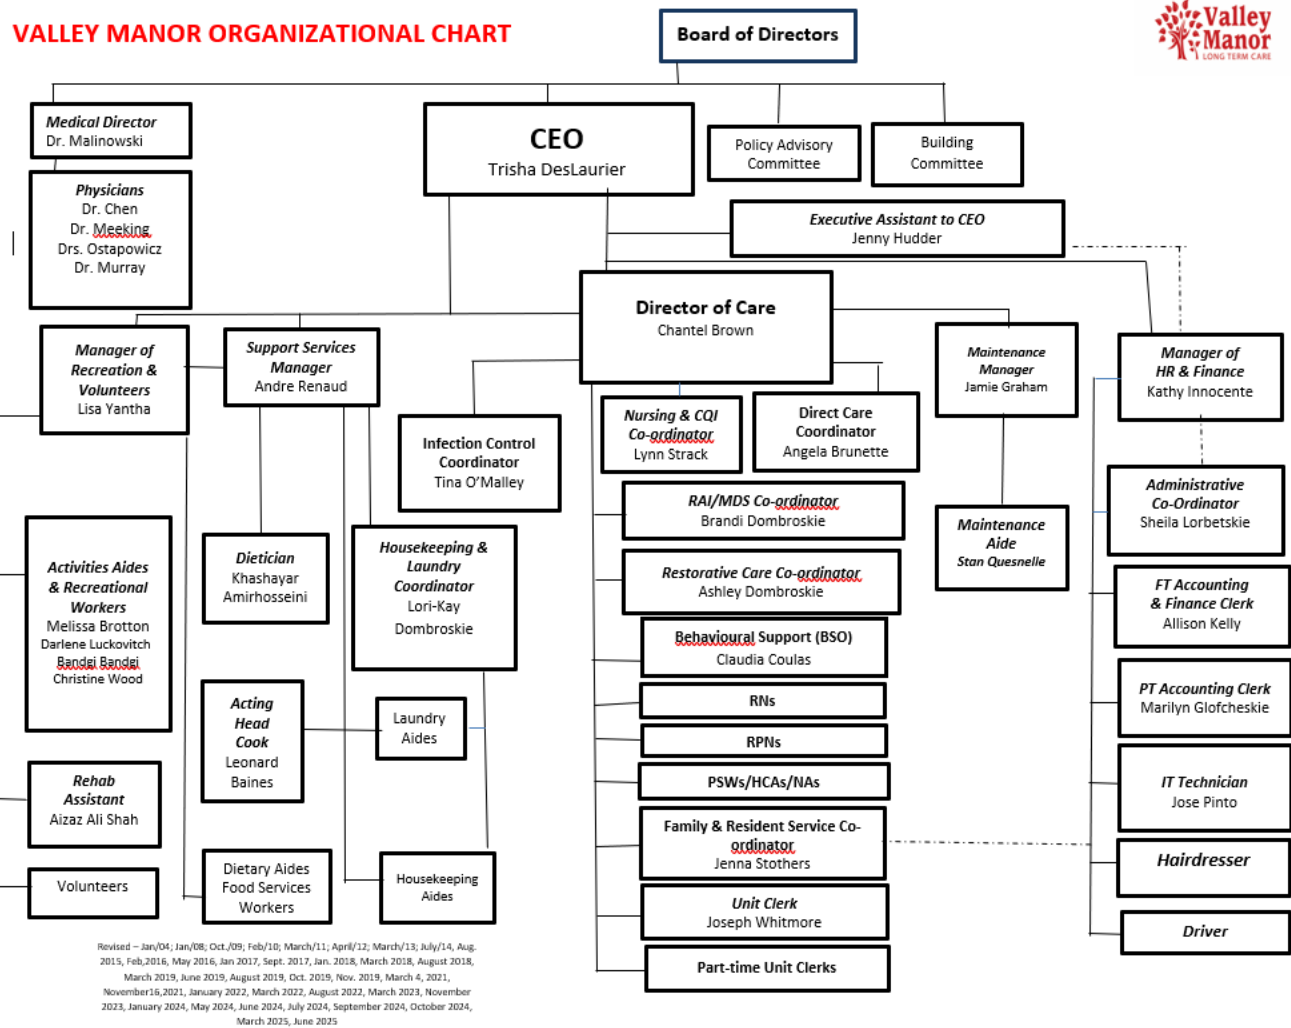 VALLEY MANOR ORGANIZATIONAL CHART
Board of Directors
Valley
Manor
LONG TERM CARE
Medical Director
Dr. Malinowski
CEO
Trisha DesLaurier
Policy Advisory
Committee
Building
Committee
Physicians
Dr. Chen
Dr. Meeking
Drs. Ostapowicz
Dr. Murray
Executive Assistant to CEO
Jenny Hudder
Director of Care
Chantel Brown
Manager of
Recreation &
Volunteers
Lisa Yantha
Support Services
Manager
Andre Renaud
Maintenance
Manager
Jamie Graham
Manager of
HR & Finance
Kathy Innocente
Infection Control
Coordinator
Tina O'Malley
Nursing & CQI
Co-ordinator
Lynn Strack
Direct Care
Coordinator
Angela Brunette
RAI/MDS Co-ordinator
Brandi Dombroskie
Administrative
Co-Ordinator
Sheila Lorbetskie
Maintenance
Aide
Stan Quesnelle
Activities Aides
& Recreational
Workers
Melissa Brotton
Darlene Luckovitch
Bandgi Bandgi
Christine Wood
Dietician
Khashayar
Amirhosseini
Housekeeping &
Laundry
Coordinator
Lori-Kay
Dombroskie
Restorative Care Co-ordinator
Ashley Dombroskie
FT Accounting
& Finance Clerk
Allison Kelly
Behavioural Support (BSO)
Claudia Coulas
PT Accounting Clerk
Marilyn Glofcheskie
Acting
Head
Cook
Leonard
Baines
Laundry
Aides
RNs
RPNs
PSWs/HCAs/NAs
IT Technician
Jose Pinto
Rehab
Assistant
Aizaz Ali Shah
Family & Resident Service Co-
ordinator
Jenna Stothers
Hairdresser
Volunteers
Dietary Aides
Food Services
Workers
Housekeeping
Aides
Unit Clerk
Joseph Whitmore
Driver
Part-time Unit Clerks
Revised – Jan/04; Jan/08; Oct./09; Feb/10; March/11; April/12; March/13; July/14, Aug.
2015, Feb,2016, May 2016, Jan 2017, Sept. 2017, Jan. 2018, March 2018, August 2018,
March 2019, June 2019, August 2019, Oct. 2019, Nov. 2019, March 4, 2021,
November16,2021, January 2022, March 2022, August 2022, March 2023, November
2023, January 2024, May 2024, June 2024, July 2024, September 2024, October 2024,
March 2025, June 2025